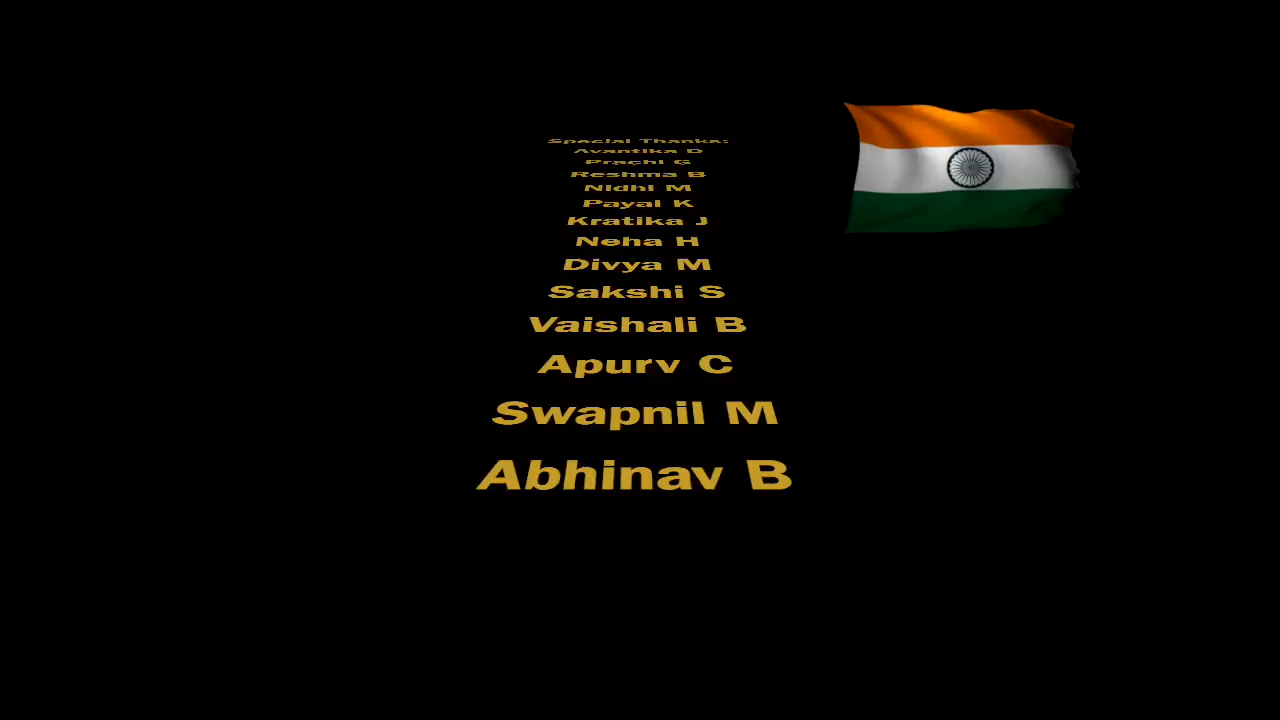 Special Thanks:
Avantika D
Prachi G
Reshma B
Nidhi M
Payal K
Kratika J
Neha H
Divya M
Sakshi S
Vaishali B
Apurv C
Swapnil M
Abhinav B